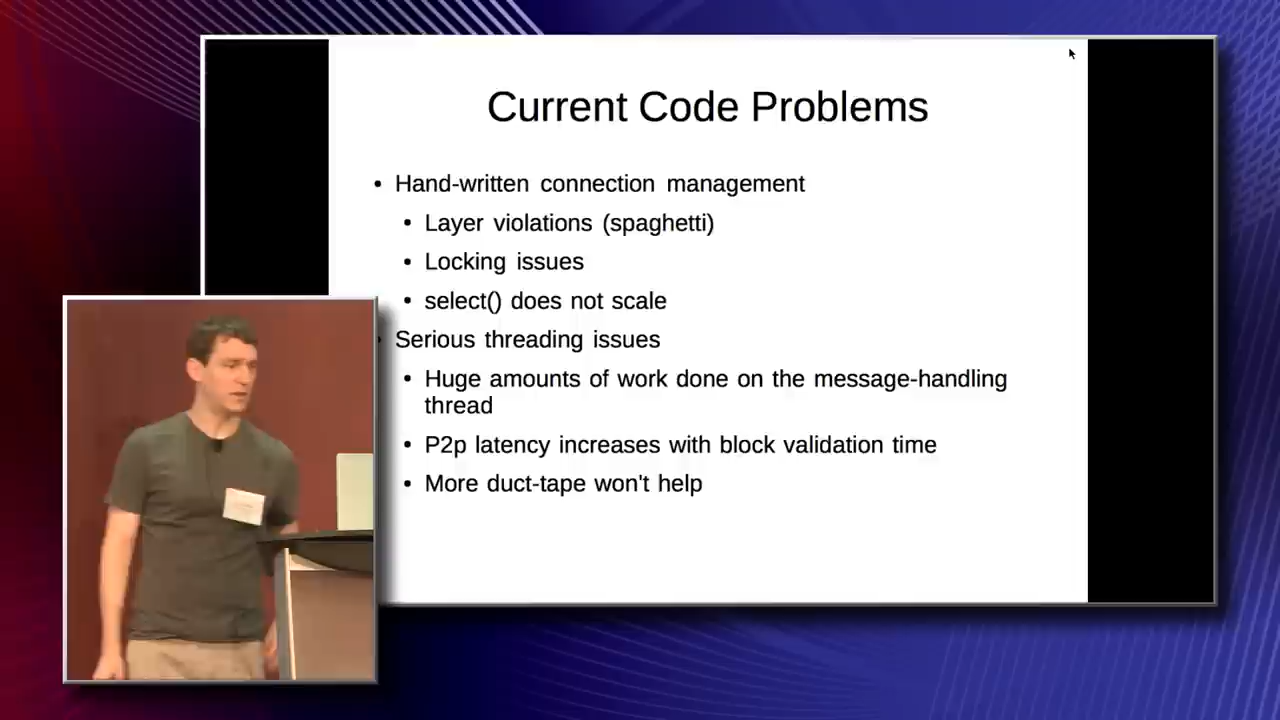 Current Code Problems
• Hand-written connection management
• Layer violations (spaghetti)
• Locking issues
• select() does not scale
• Serious threading issues
• Huge amounts of work done on the message-handling
thread
• P2p latency increases with block validation time
• More duct-tape won't help